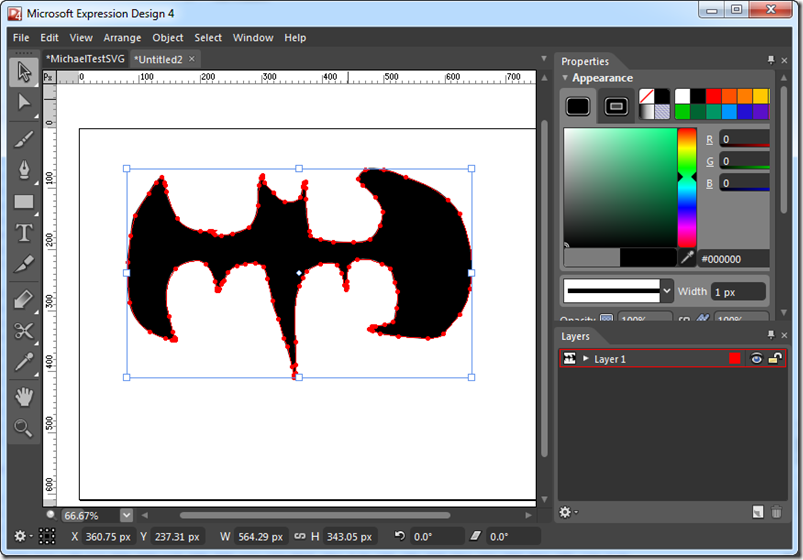 Microsoft Expression Design 4
File Edit View Arrange Object Select Window Help
*MichaelTestSVG *Untitled2
Px 0 100 200 300 400 500 600 700
0
100
200
300
400
500
600
Properties
Appearance
R 0
G 0
B 0
#000000
Width 1 px
Opacity 100% 100%
Layers
Layer 1
66.67%
X 360.75 px Y 237.31 px W 564.29 px H 343.05 px 0.0° 0.0°